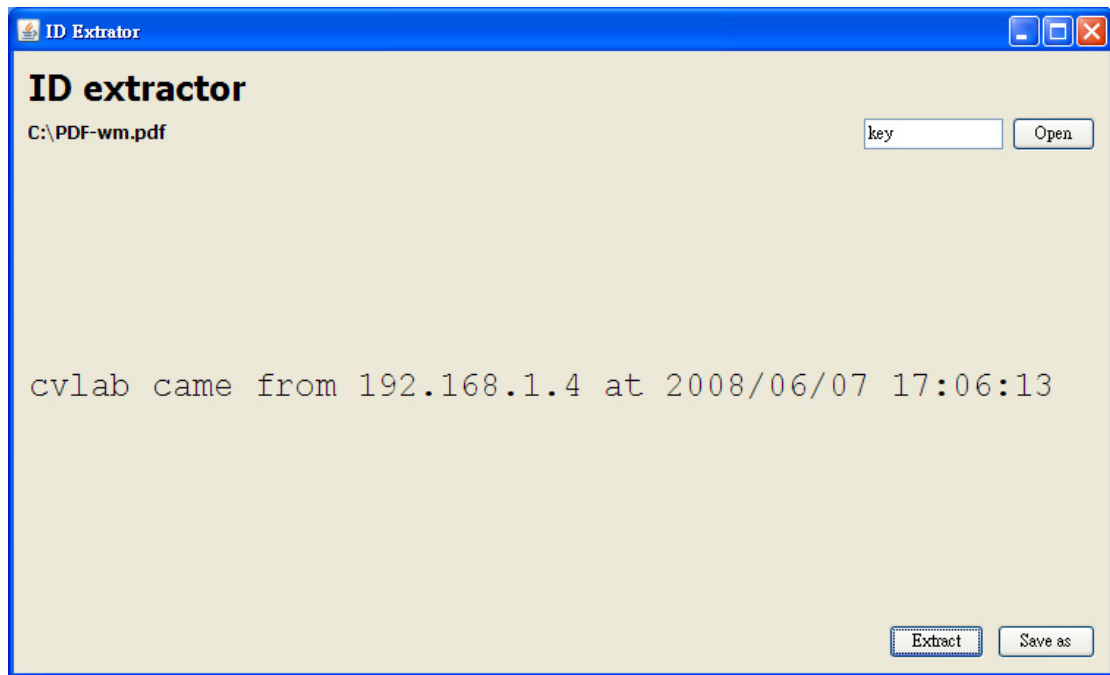 ID Extrator
ID extractor
C:\PDF-wm.pdf
key
Open
cvlab came from 192.168.1.4 at 2008/06/07 17:06:13
Extract
Save as